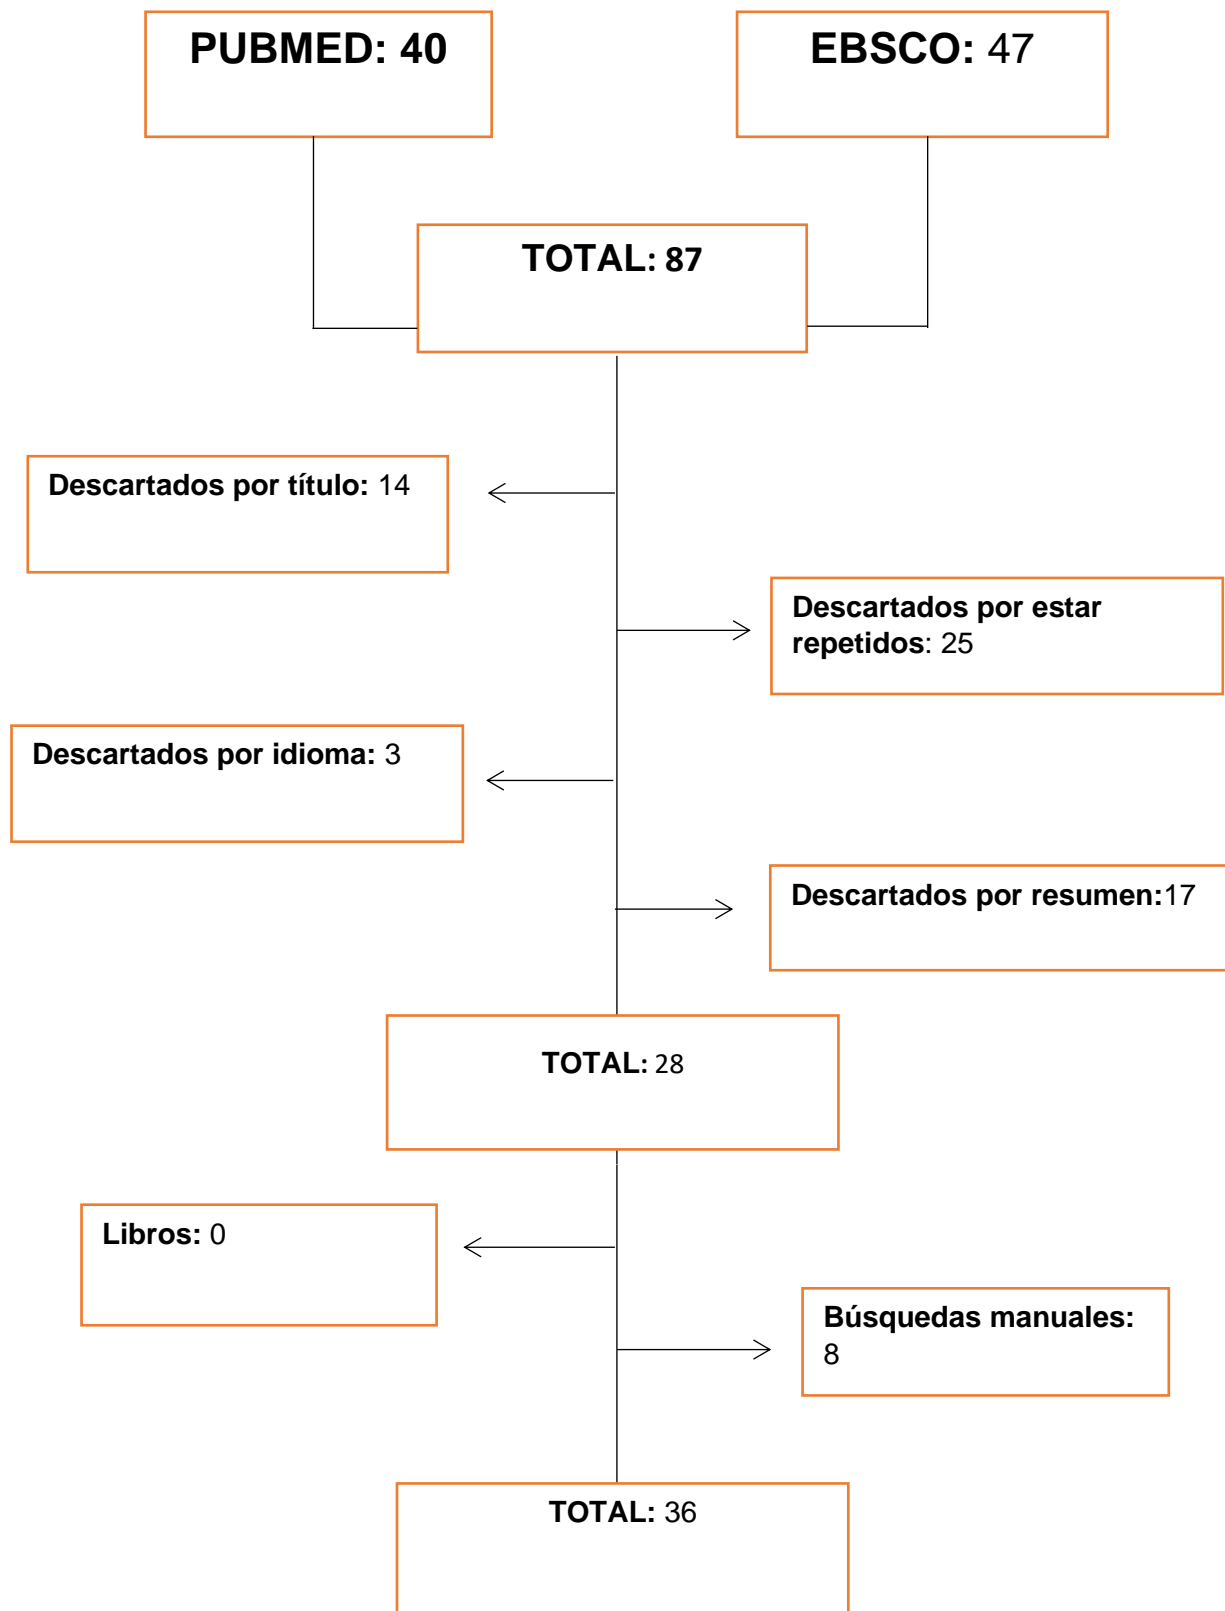 PUBMED: 40
EBSCO: 47
TOTAL: 87
Descartados por título: 14
Descartados por estar
repetidos: 25
Descartados por idioma: 3
Descartados por resumen:17
TOTAL: 28
Libros: 0
Búsquedas manuales:
8
TOTAL: 36